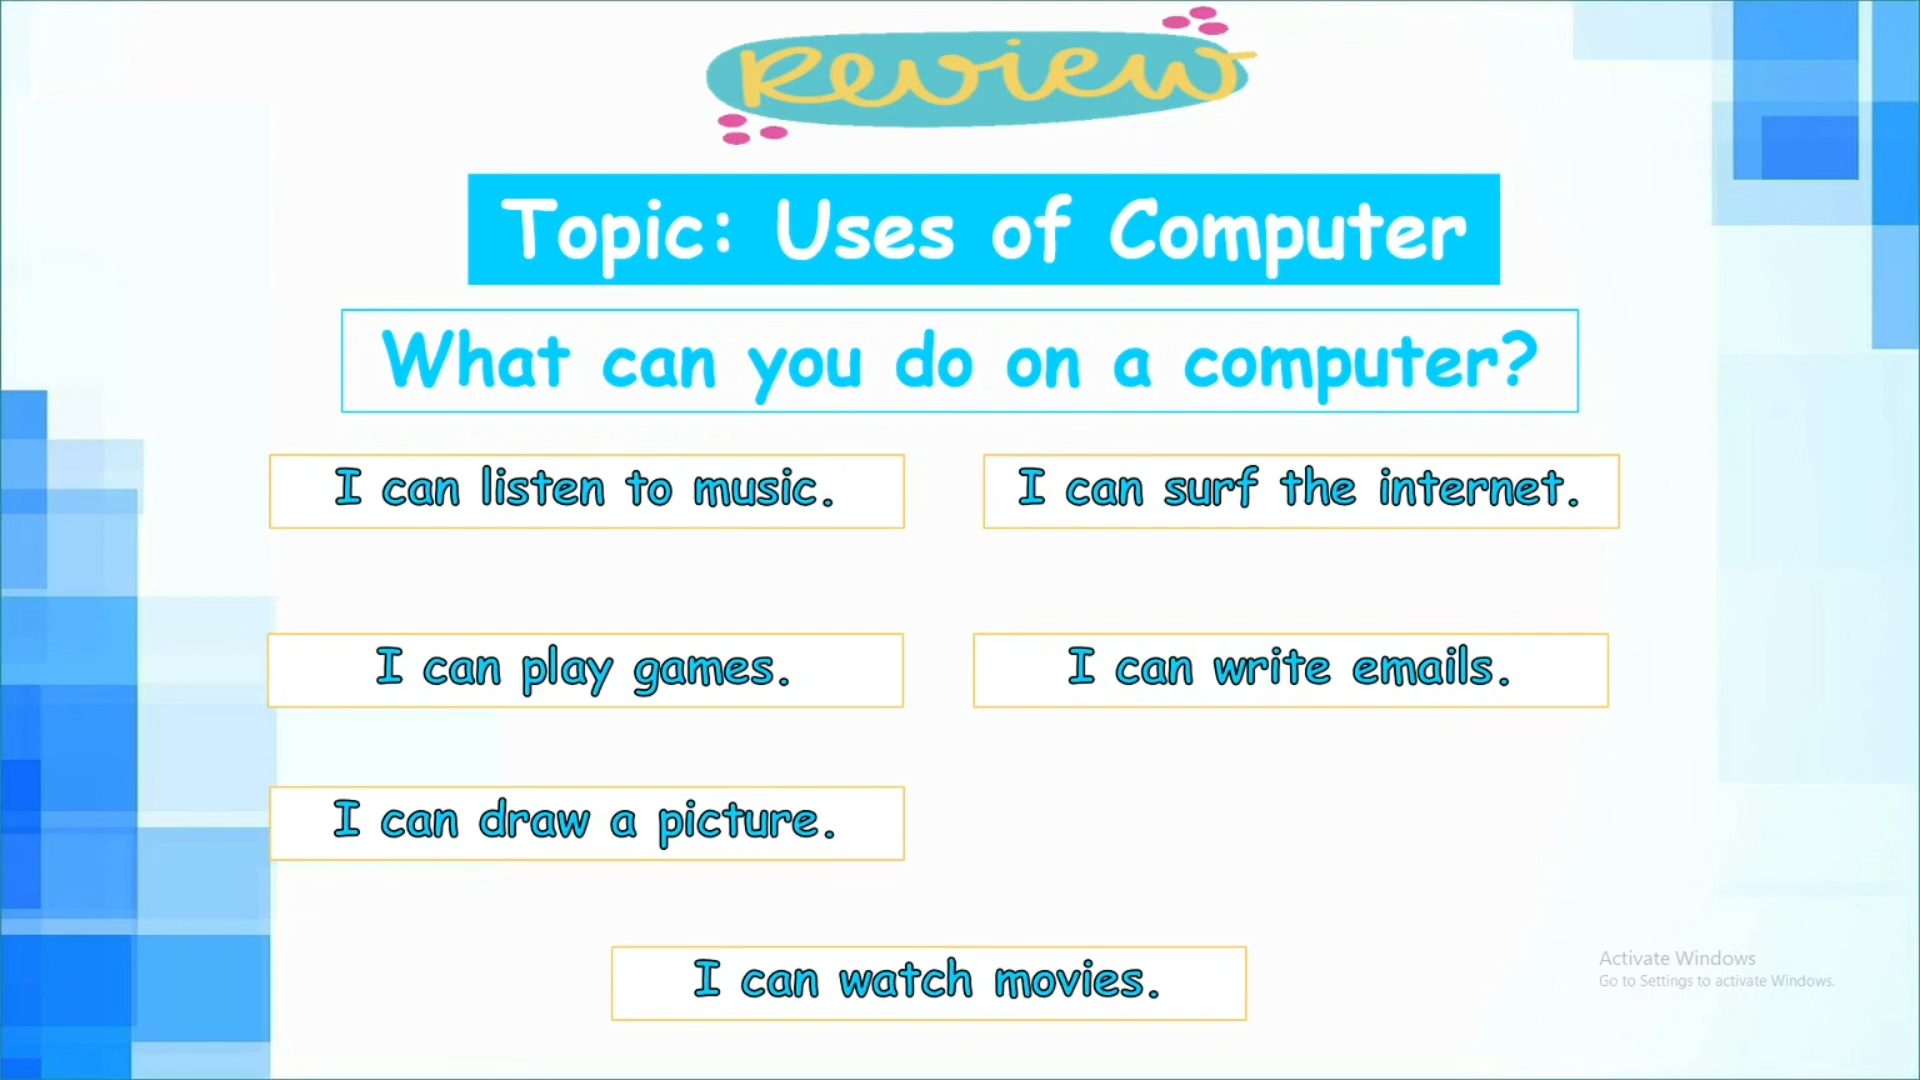 Review
Topic: Uses of Computer
What can you do on a computer?
I can listen to music.
I can surf the internet.
I can play games.
I can write emails.
I can draw a picture.
I can watch movies.
Activate Windows
Go to Settings to activate Windows.